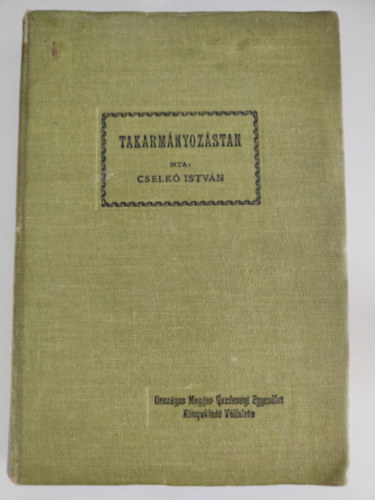 TAKARMÁNYOZÁSTAN
IRTA:
CSELKÓ ISTVÁN
Országos Magyar Gazdasági Egyesület
Könyvkiadó Vállalata